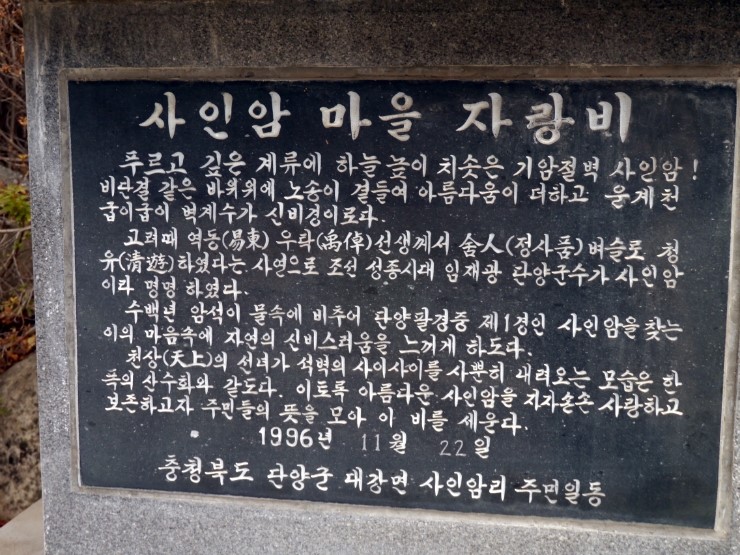 사인암 마을 자랑비
푸르고 깊은 계류에 하늘높이 치솟은 기암절벽 사인암!
비단결 같은 바위위에 노송이 곁들여 아름다움이 더하고 운계천
굽이굽이 벽계수가 신비경이로다.
고려때 역동(易東) 우탁(禹倬)선생께서 舍人(정사품)벼슬로 청
유(清遊)하였다는 사연으로 조선 성종시대 임재광 단양군수가 사인암
이라 명명 하였다.
수백년 암석이 물속에 비추어 단양팔경중 제1경인 사인암을 찾는
이의 마음속에 자연의 신비스러움을 느끼게 하도다.
천상(天上)의 선녀가 석벽의 사이사이를 사뿐히 내려오는 모습은 한
폭의 산수화와 같도다. 이토록 아름다운 사인암을 자자손손 사랑하고
보존하고자 주민들의 뜻을 모아 이 비를 세운다.
1996년 11월 22일
충청북도 단양군 대강면 사인암리 주민일동